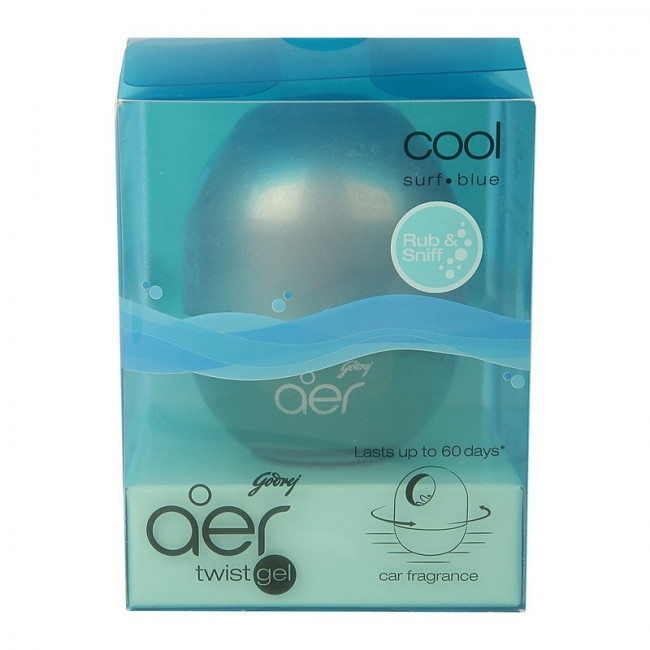 cool
surf • blue
Rub &
Sniff
Godrej
aer
Lasts up to 60 days*
Godrej
aer
twist gel
car fragrance